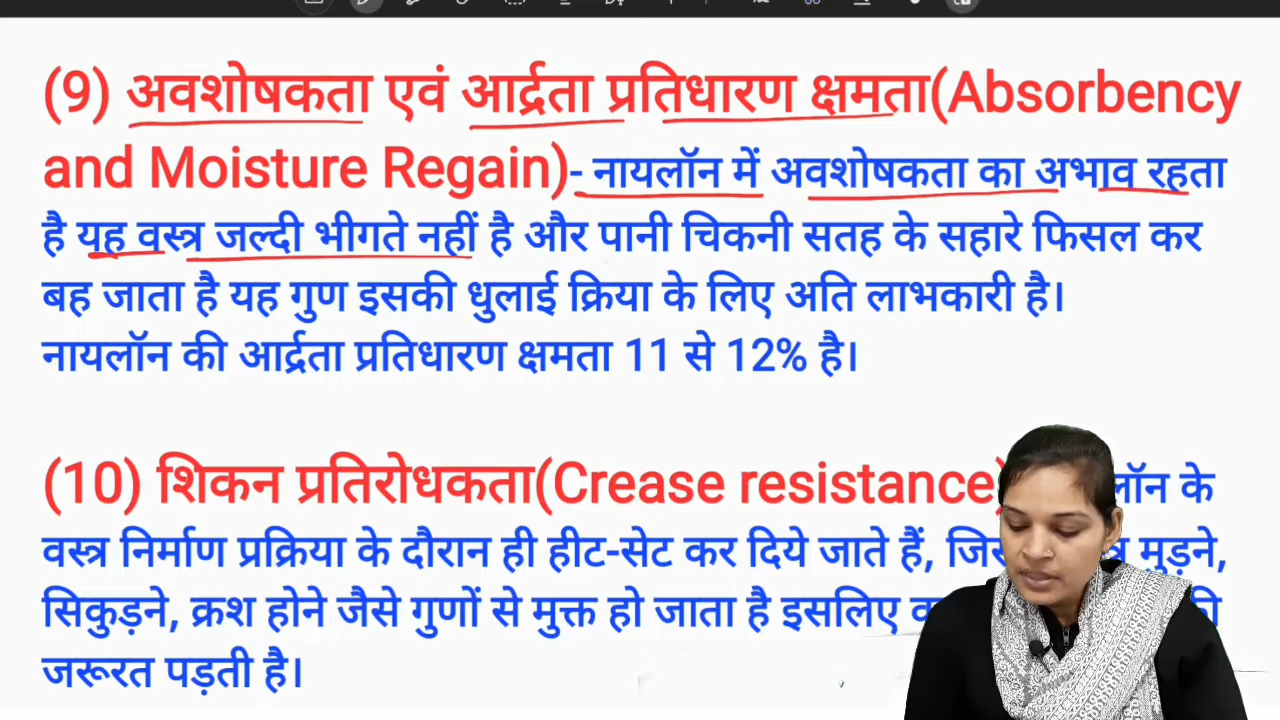 (9) अवशोषकता एवं आर्द्रता प्रतिधारण क्षमता(Absorbency
and Moisture Regain)- नायलॉन में अवशोषकता का अभाव रहता
है यह वस्त्र जल्दी भीगते नहीं है और पानी चिकनी सतह के सहारे फिसल कर
बह जाता है यह गुण इसकी धुलाई क्रिया के लिए अति लाभकारी है।
नायलॉन की आर्द्रता प्रतिधारण क्षमता 11 से 12% है।
(10) शिकन प्रतिरोधकता(Crease resistance) के
वस्त्र निर्माण प्रक्रिया के दौरान ही हीट-सेट कर दिये जाते हैं, मुड़ने,
सिकुड़ने, क्रश होने जैसे गुणों से मुक्त हो जाता है इसलिए
जरूरत पड़ती है।